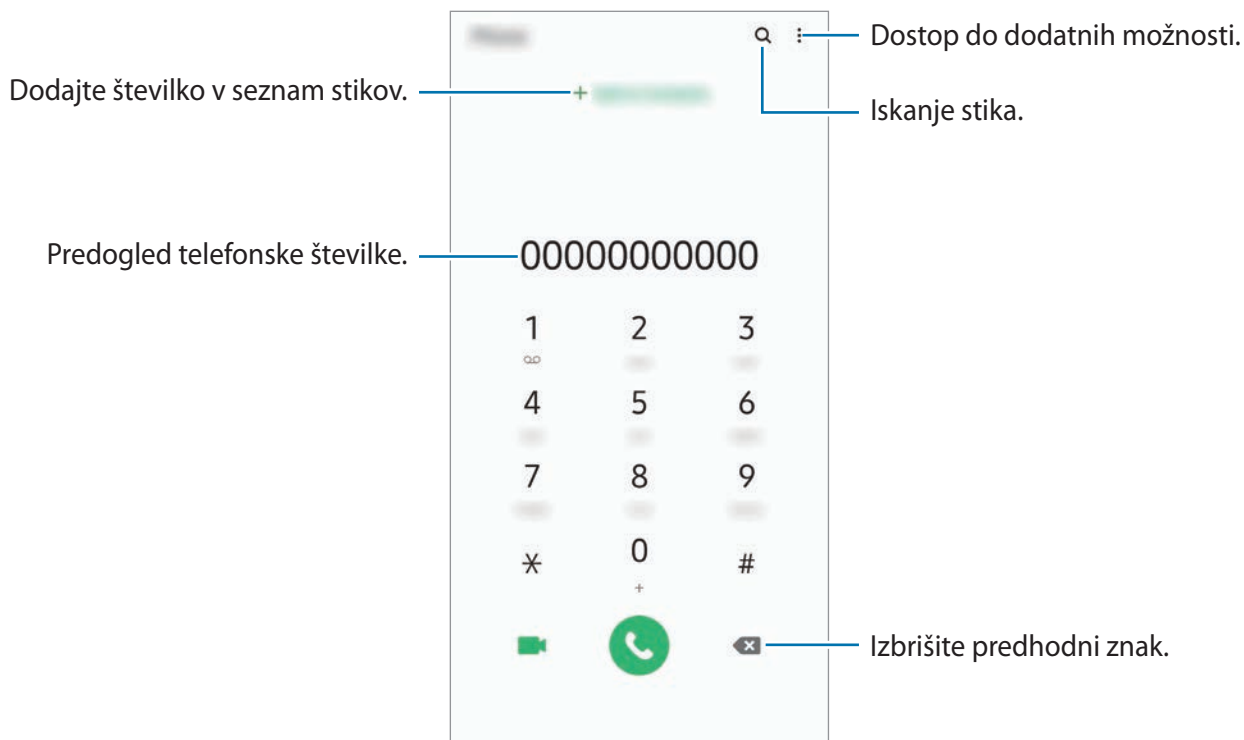 Dostop do dodatnih možnosti.
Dodajte številko v seznam stikov.
+
Iskanje stika.
Predogled telefonske številke.
00000000000
1 2 3
4 5 6
7 8 9
* 0 #
+
Izbrišite predhodni znak.